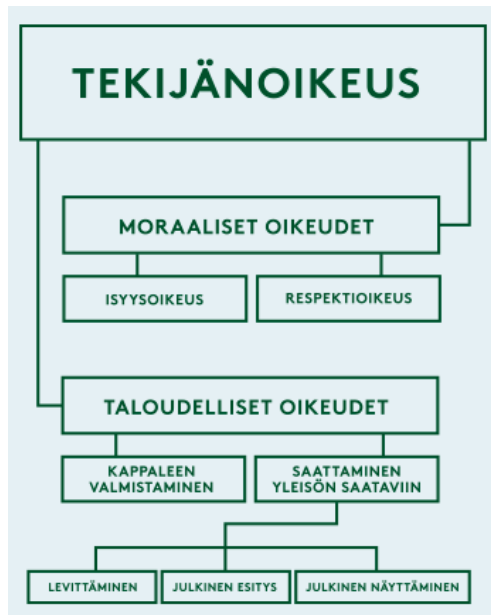 TEKIJÄNOIKEUS
MORAALISET OIKEUDET
ISYYSOIKEUS
RESPEKTIOIKEUS
TALOUDELLISET OIKEUDET
KAPPALEEN
VALMISTAMINEN
SAATTAMINEN
YLEISÖN SAATAVIIN
LEVITTÄMINEN
JULKINEN ESITYS
JULKINEN NÄYTTÄMINEN